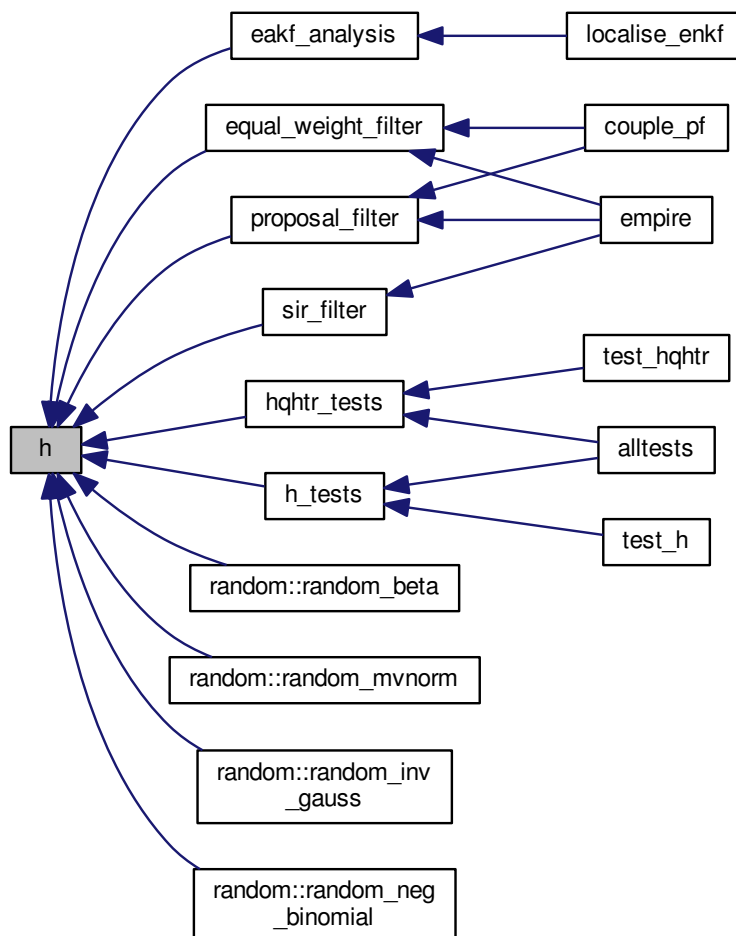 eakf_analysis
localise_enkf
equal_weight_filter
couple_pf
proposal_filter
empire
sir_filter
test_hqhtr
hqhtr_tests
h
alltests
h_tests
test_h
random::random_beta
random::random_mvnorm
random::random_inv
_gauss
random::random_neg
_binomial